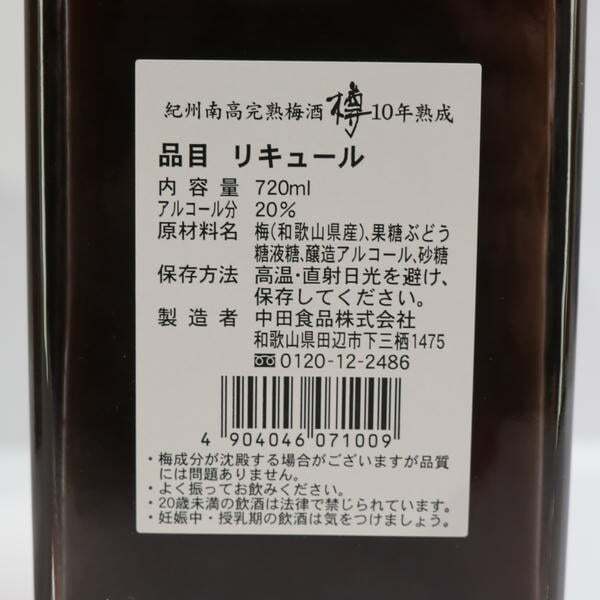 紀州南高完熟梅酒 樽 10年熟成
品目 リキュール
内容量 720ml
アルコール分 20%
原材料名 梅(和歌山県産)、果糖ぶどう
糖液糖、醸造アルコール、砂糖
保存方法 高温・直射日光を避け、
保存してください。
製造者 中田食品株式会社
和歌山県田辺市下三栖1475
0120-12-2486
4 904046 071009
・梅成分が沈殿する場合がございますが品質
には問題ありません。
・よく振ってお飲みください。
・20歳未満の飲酒は法律で禁じられています。
・妊娠中・授乳期の飲酒は気をつけましょう。